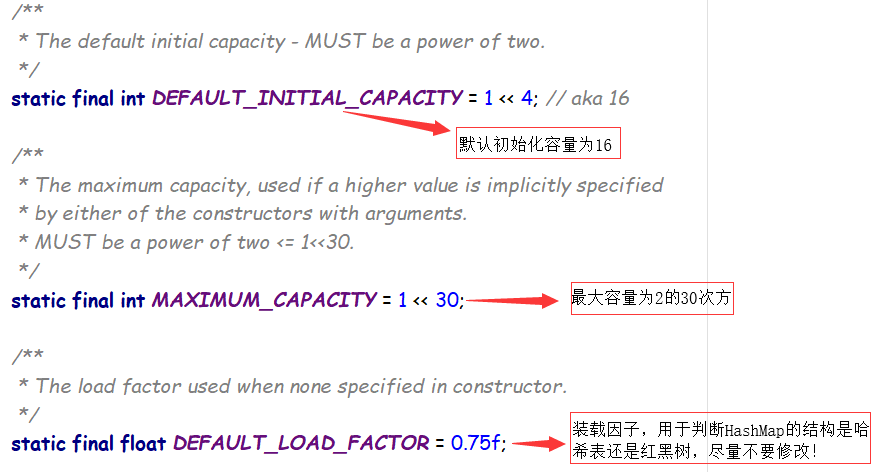 /**
* The default initial capacity - MUST be a power of two.
*/
static final int DEFAULT_INITIAL_CAPACITY = 1 << 4; // aka 16
默认初始化容量为16
/**
* The maximum capacity, used if a higher value is implicitly specified
* by either of the constructors with arguments.
* MUST be a power of two <= 1<<30.
*/
static final int MAXIMUM_CAPACITY = 1 << 30;
最大容量为2的30次方
/**
* The load factor used when none specified in constructor.
*/
static final float DEFAULT_LOAD_FACTOR = 0.75f;
装载因子，用于判断HashMap的结构是哈
希表还是红黑树，尽量不要修改！